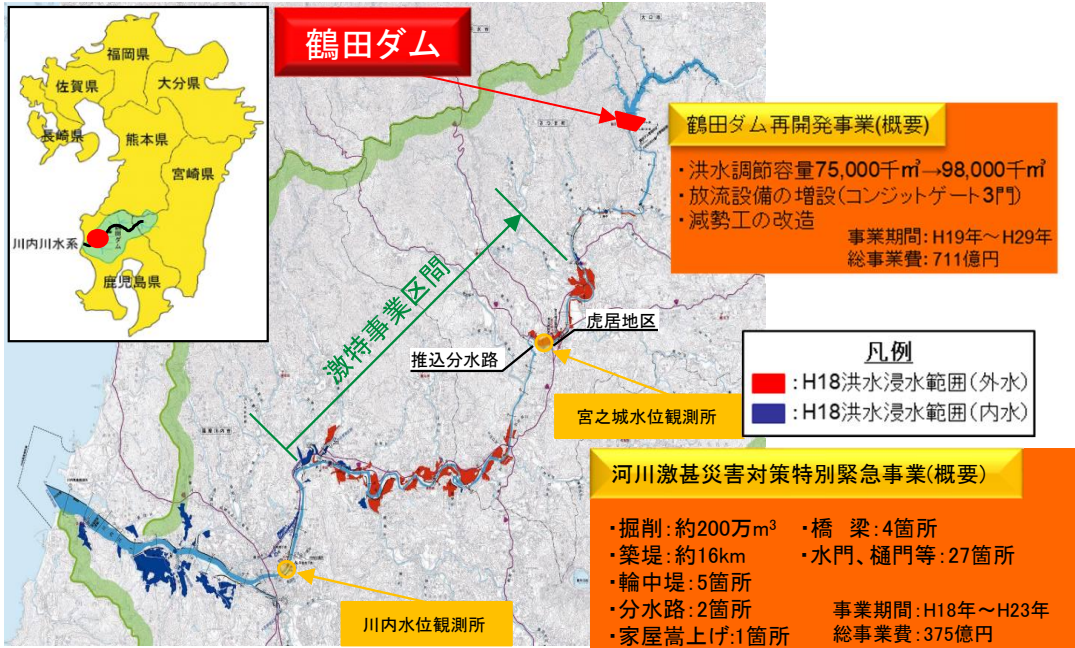 福岡県
佐賀県
大分県
長崎県
熊本県
宮崎県
川内川水系
鹿児島県
鶴田ダム
鶴田ダム再開発事業(概要)
・洪水調節容量75,000千㎥→98,000千㎥
・放流設備の増設(コンジットゲート3門)
・減勢工の改造
事業期間:H19年～H29年
総事業費:711億円
激特事業区間
虎居地区
推込分水路
宮之城水位観測所
凡例
:H18洪水浸水範囲(外水)
:H18洪水浸水範囲(内水)
川内水位観測所
河川激甚災害対策特別緊急事業(概要)
・掘削:約200万m³
・築堤:約16km
・輪中堤:5箇所
・分水路:2箇所
・家屋嵩上げ:1箇所
・橋 梁:4箇所
・水門、樋門等:27箇所
事業期間:H18年～H23年
総事業費:375億円